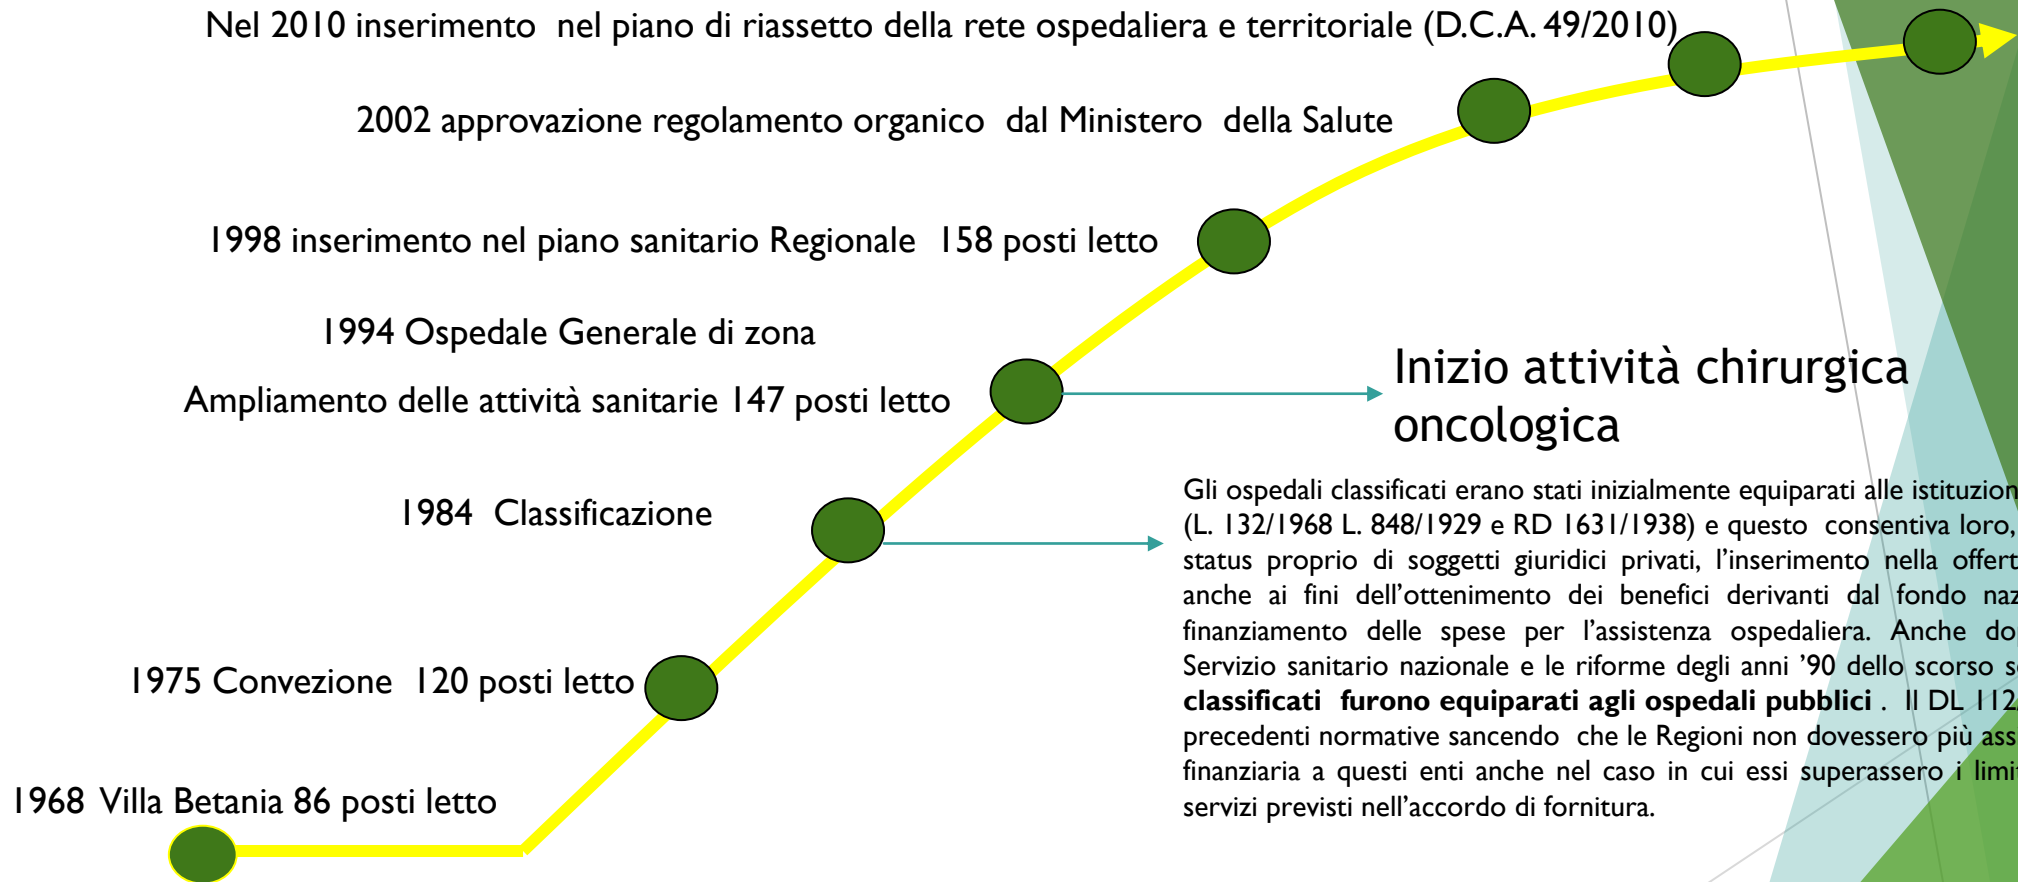 Nel 2010 inserimento nel piano di riassetto della rete ospedaliera e territoriale (D.C.A. 49/2010)
2002 approvazione regolamento organico dal Ministero della Salute
1998 inserimento nel piano sanitario Regionale 158 posti letto
1994 Ospedale Generale di zona
Ampliamento delle attività sanitarie 147 posti letto
Inizio attività chirurgica
oncologica
1984 Classificazione
Gli ospedali classificati erano stati inizialmente equiparati alle istituzion
(L. 132/1968 L. 848/1929 e RD 1631/1938) e questo consentiva loro,
status proprio di soggetti giuridici privati, l'inserimento nella offert
anche ai fini dell'ottenimento dei benefici derivanti dal fondo naz
finanziamento delle spese per l'assistenza ospedaliera. Anche do
Servizio sanitario nazionale e le riforme degli anni '90 dello scorso s
classificati furono equiparati agli ospedali pubblici . Il DL 112
precedenti normative sancendo che le Regioni non dovessero più ass
finanziaria a questi enti anche nel caso in cui essi superassero i limit
servizi previsti nell'accordo di fornitura.
1975 Convezione 120 posti letto
1968 Villa Betania 86 posti letto